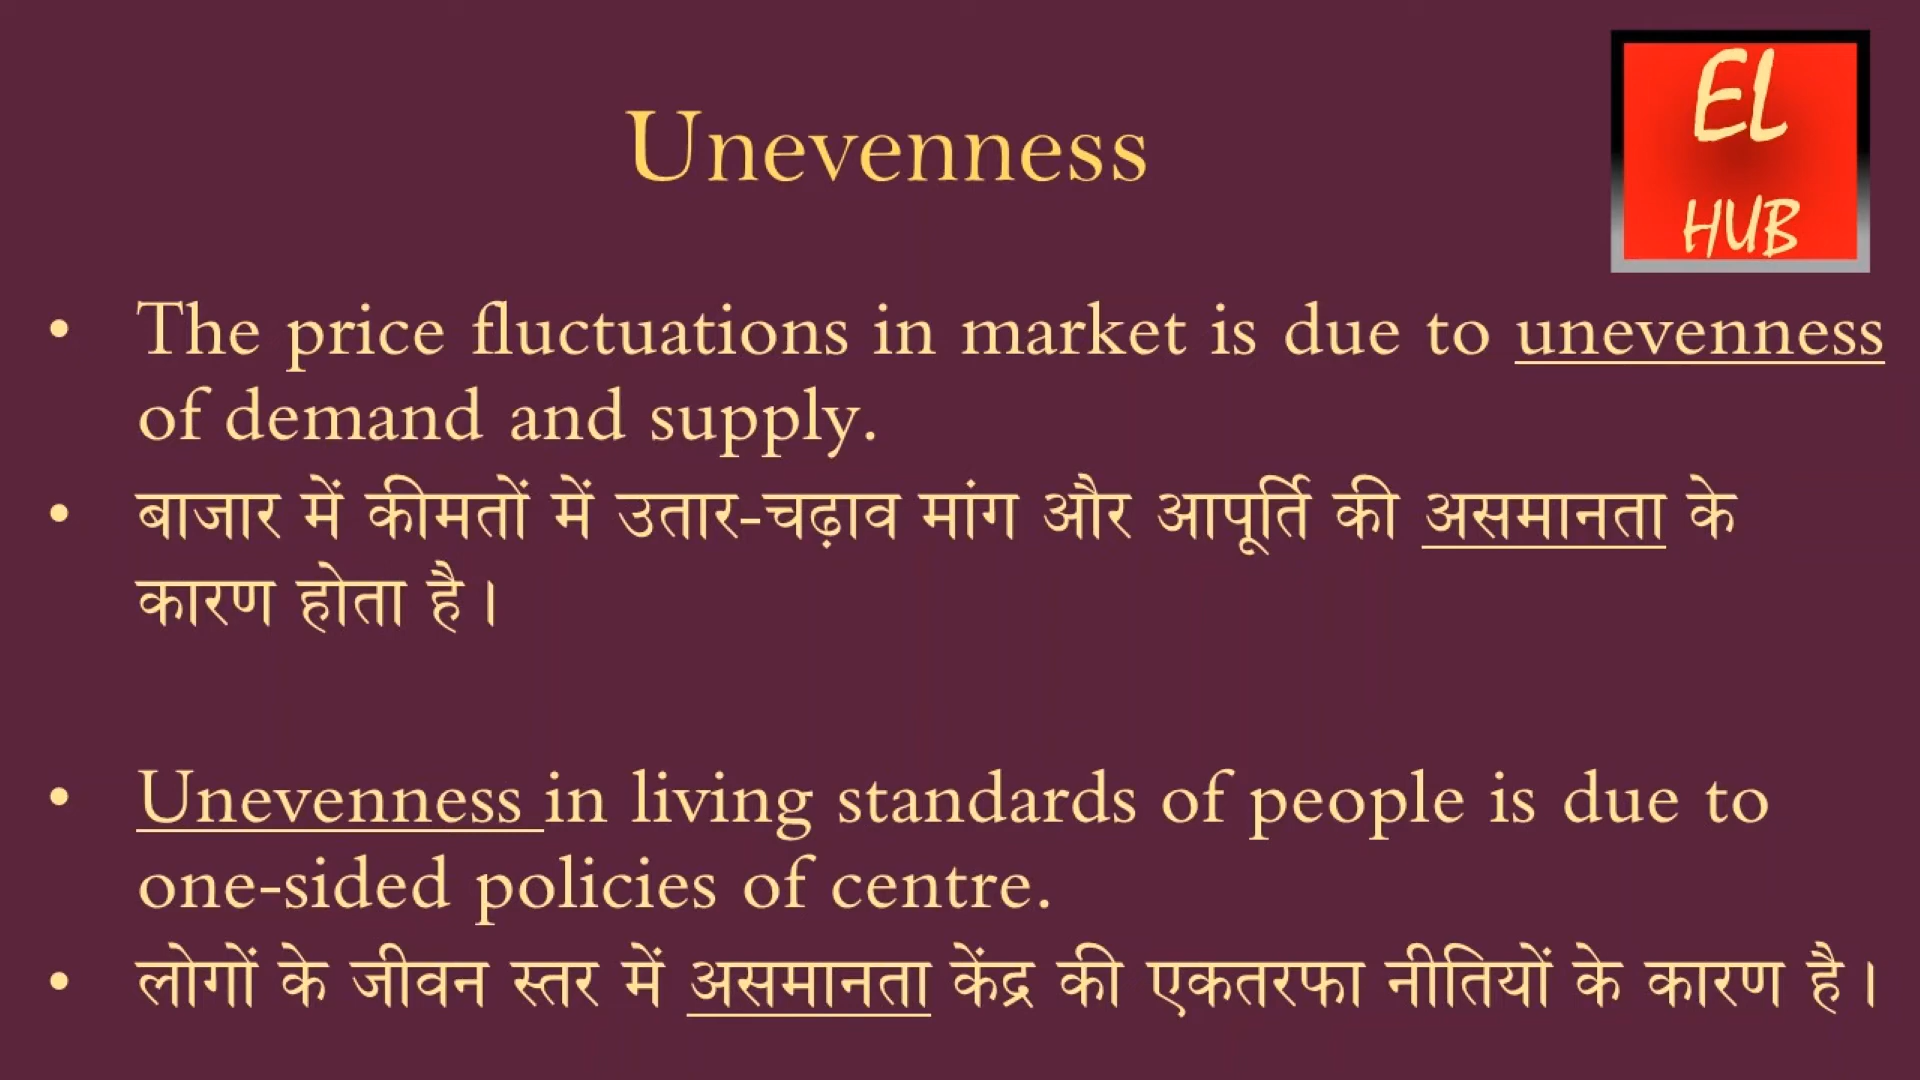 EL
HUB
Unevenness
• The price fluctuations in market is due to unevenness
of demand and supply.
• बाजार में कीमतों में उतार-चढ़ाव मांग और आपूर्ति की असमानता के
कारण होता है।
• Unevenness in living standards of people is due to
one-sided policies of centre.
• लोगों के जीवन स्तर में असमानता केंद्र की एकतरफा नीतियों के कारण है।